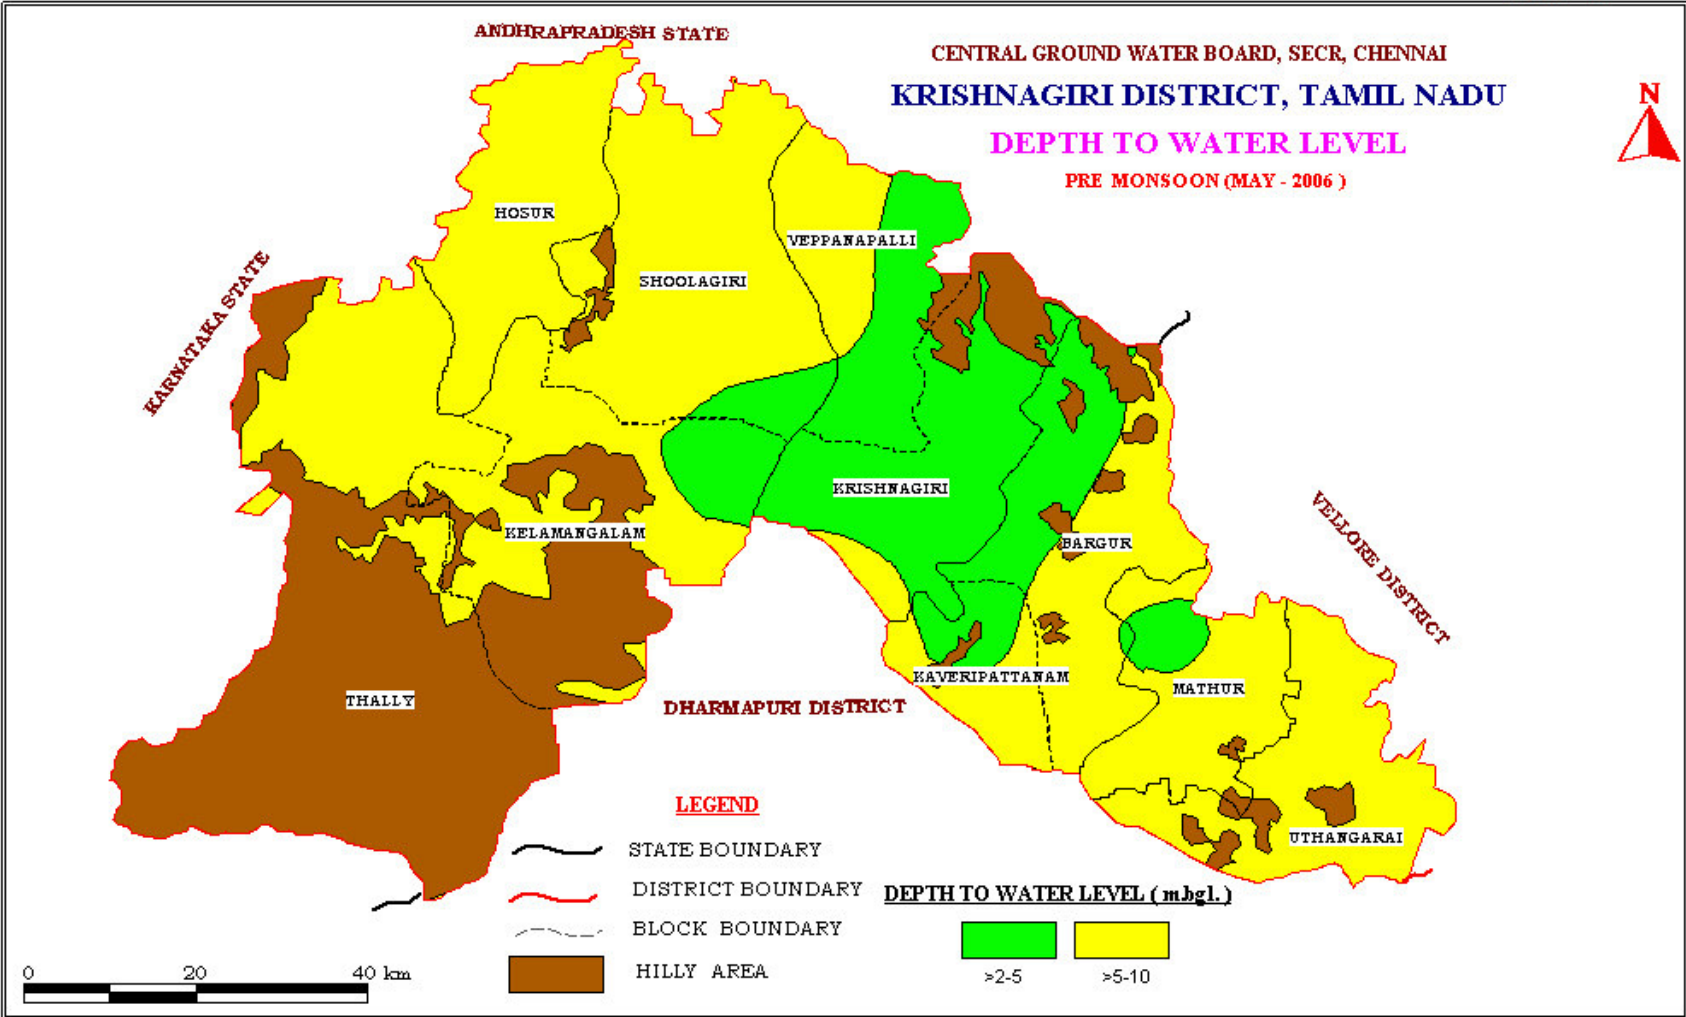 ANDHRAPRADESH STATE
CENTRAL GROUND WATER BOARD, SECR, CHENNAI
KRISHNAGIRI DISTRICT, TAMIL NADU
N
DEPTH TO WATER LEVEL
PRE MONSOON (MAY - 2006 )
HOSUR
VEPPANAPALLI
SHOOLAGIRI
KARNATAKA STATE
KRISHNAGIRI
KELAMANGALAM
BARGUR
VELLORE DISTRICT
KAVERIPATTANAM
MATHUR
THALLY
DHARMAPURI DISTRICT
LEGEND
UTHANGARAI
STATE BOUNDARY
DISTRICT BOUNDARY
DEPTH TO WATER LEVEL ( m.bgl. )
BLOCK BOUNDARY
HILLY AREA
>2-5
>5-10
0 20 40 km